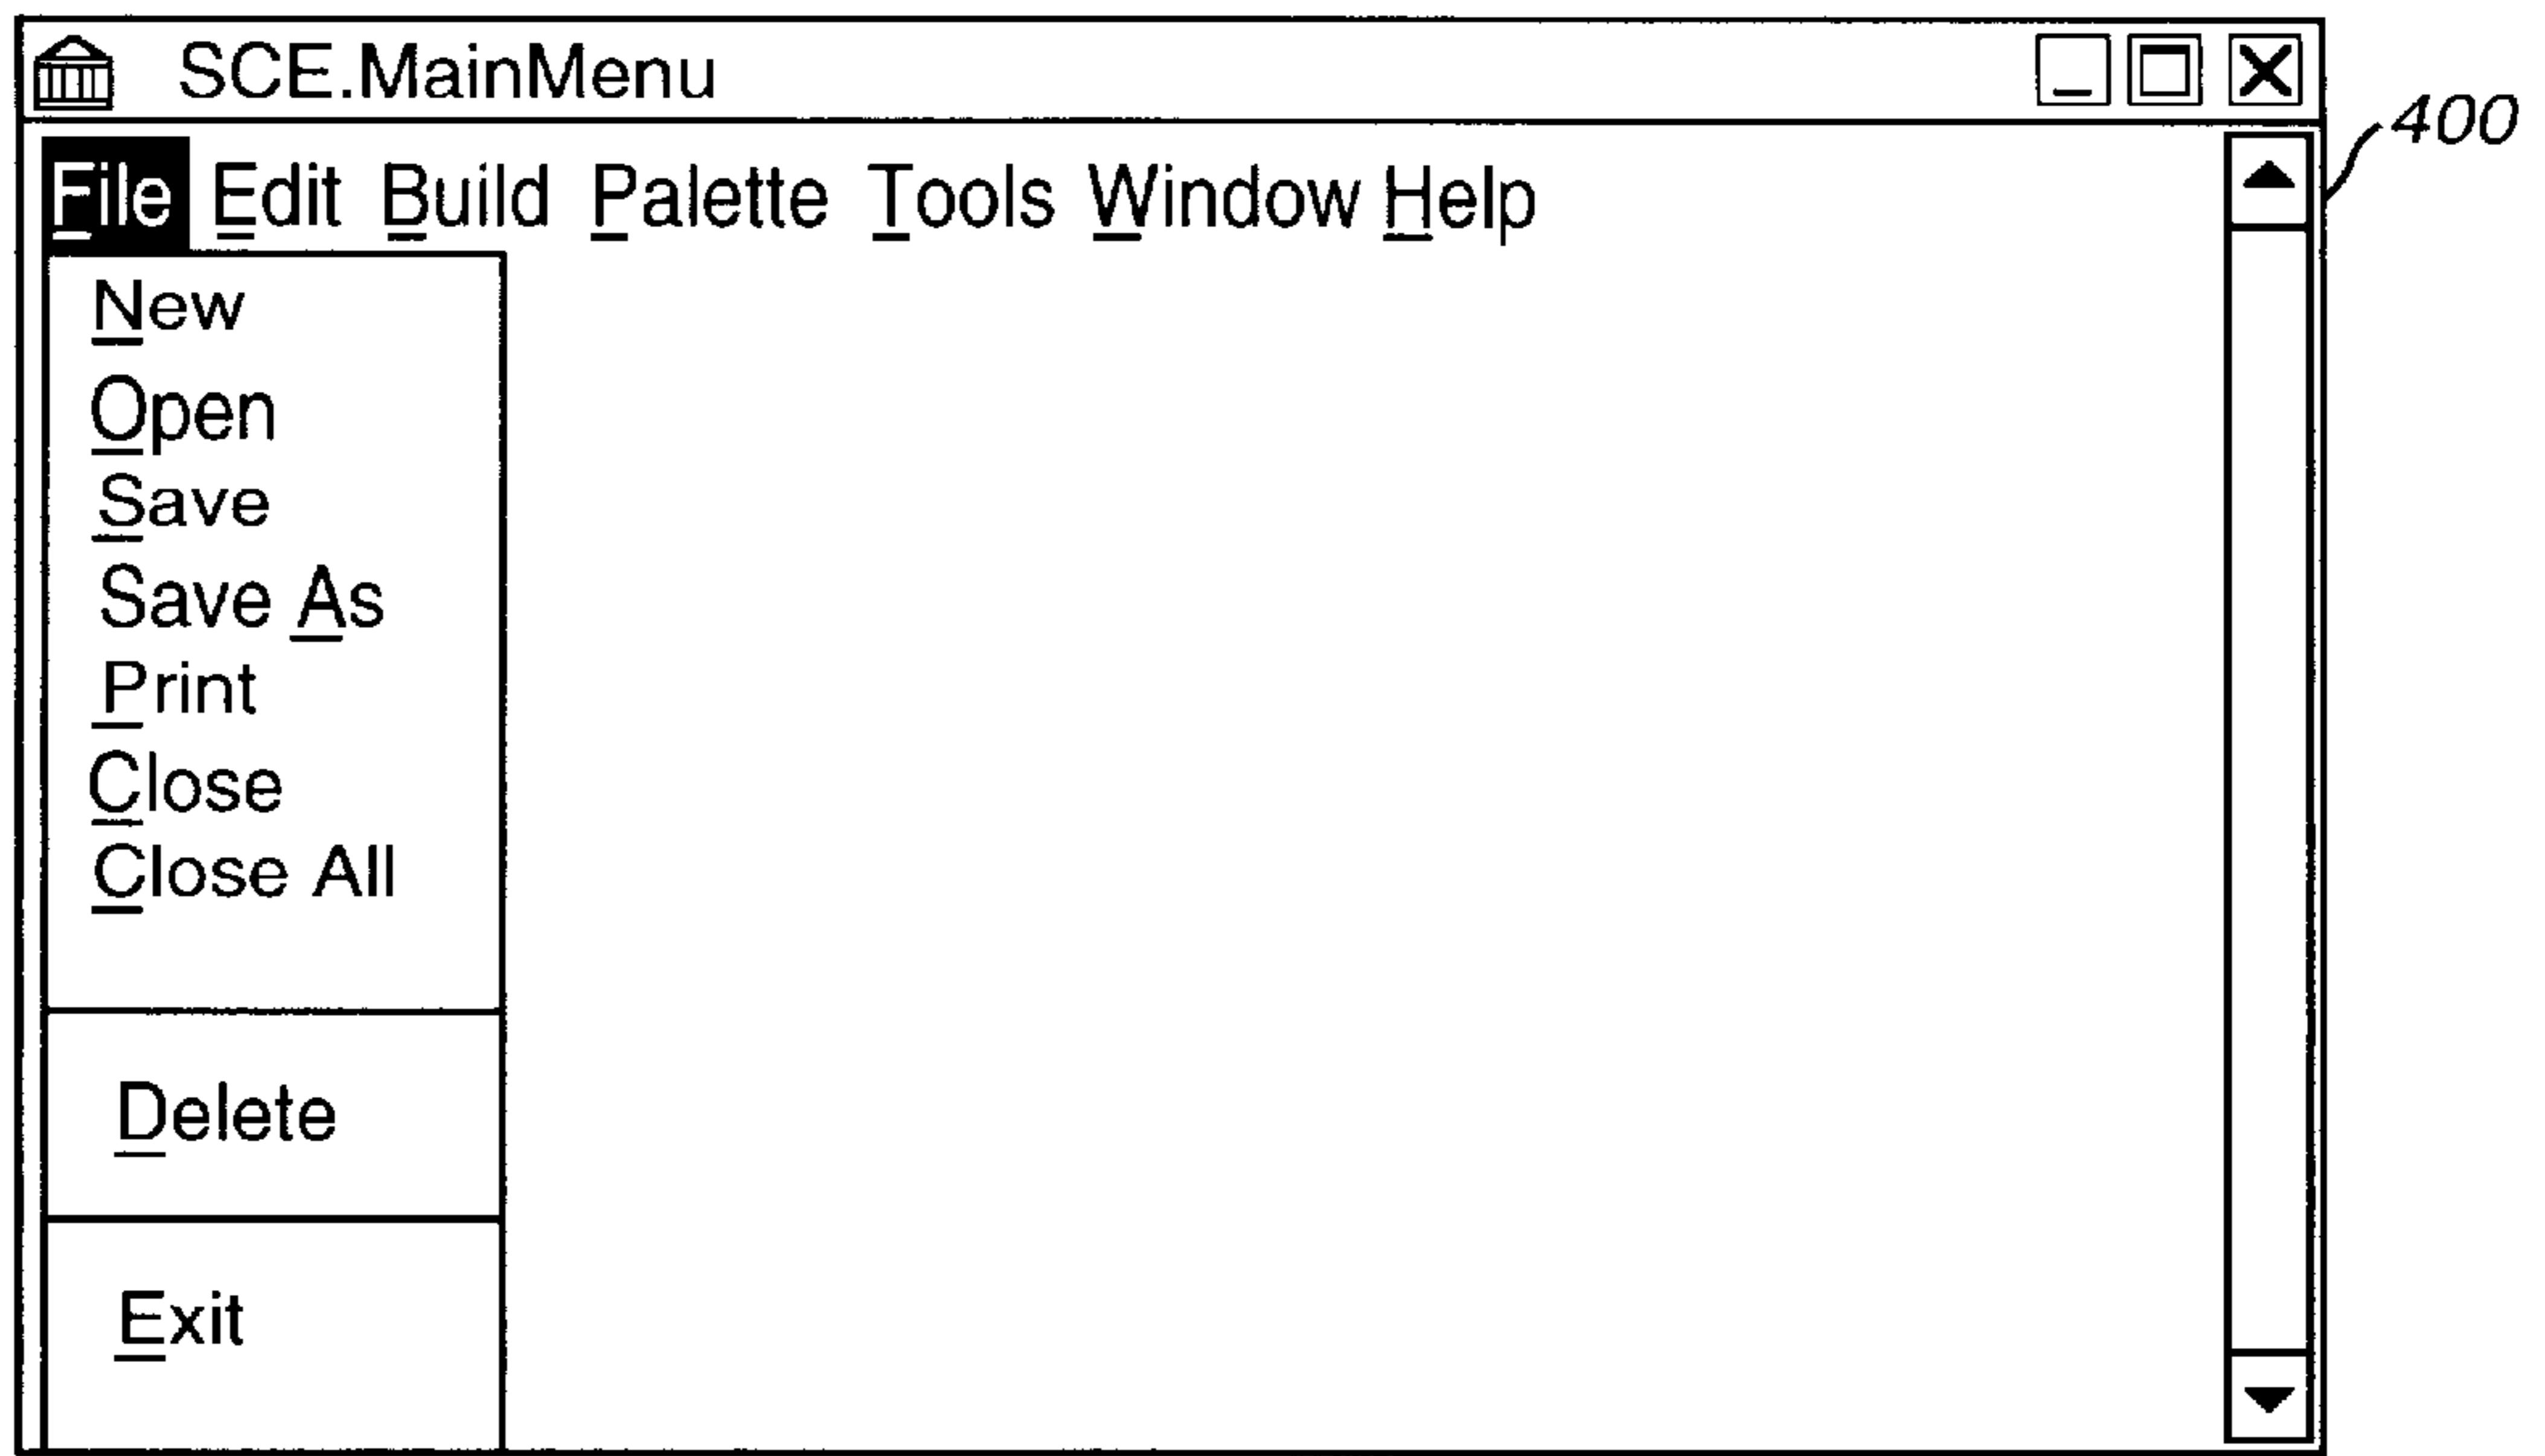 SCE.MainMenu
400
File Edit Build Palette Tools Window Help
New
Open
Save
Save As
Print
Close
Close All
Delete
Exit